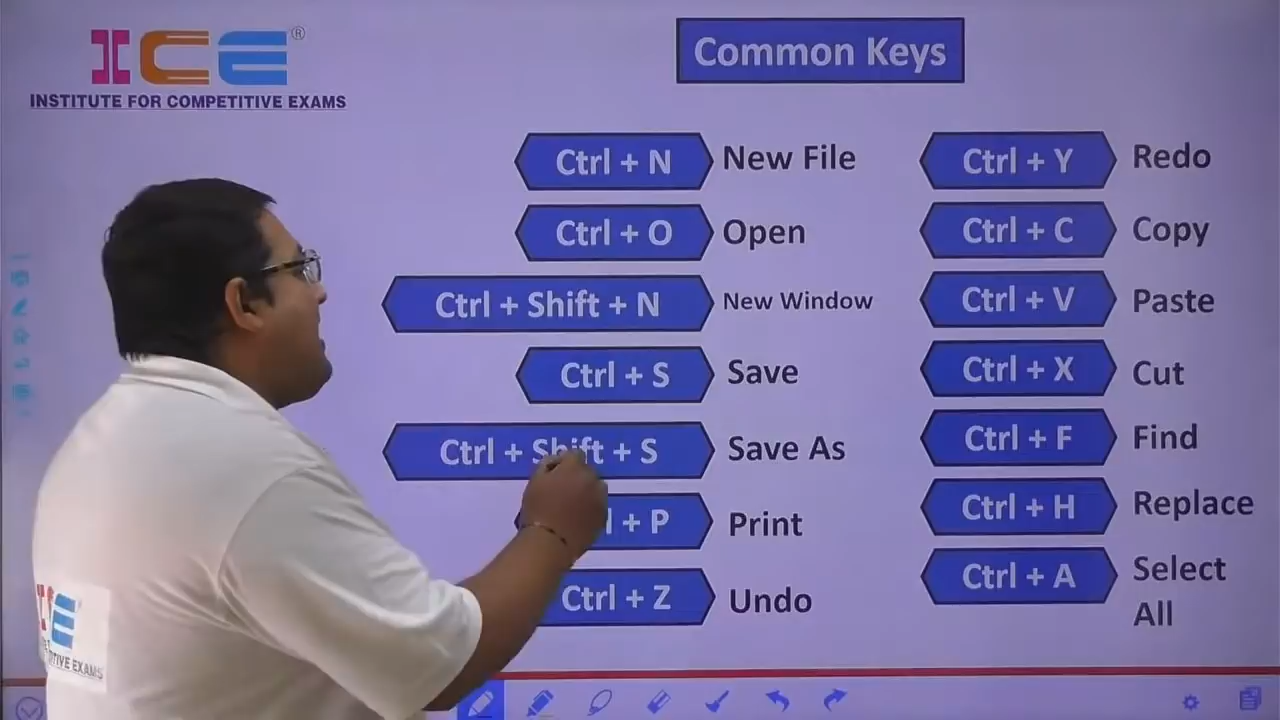 ICE®
INSTITUTE FOR COMPETITIVE EXAMS
Common Keys
Ctrl + N New File
Ctrl + O Open
Ctrl + Shift + N New Window
Ctrl + S Save
Ctrl + Shift + S Save As
+ P Print
Ctrl + Z Undo
Ctrl + Y Redo
Ctrl + C Copy
Ctrl + V Paste
Ctrl + X Cut
Ctrl + F Find
Ctrl + H Replace
Ctrl + A Select
All
ICE
EXAMS